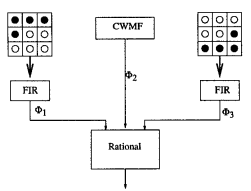 CWMF
Φ2
FIR
FIR
Φ1
Φ3
Rational